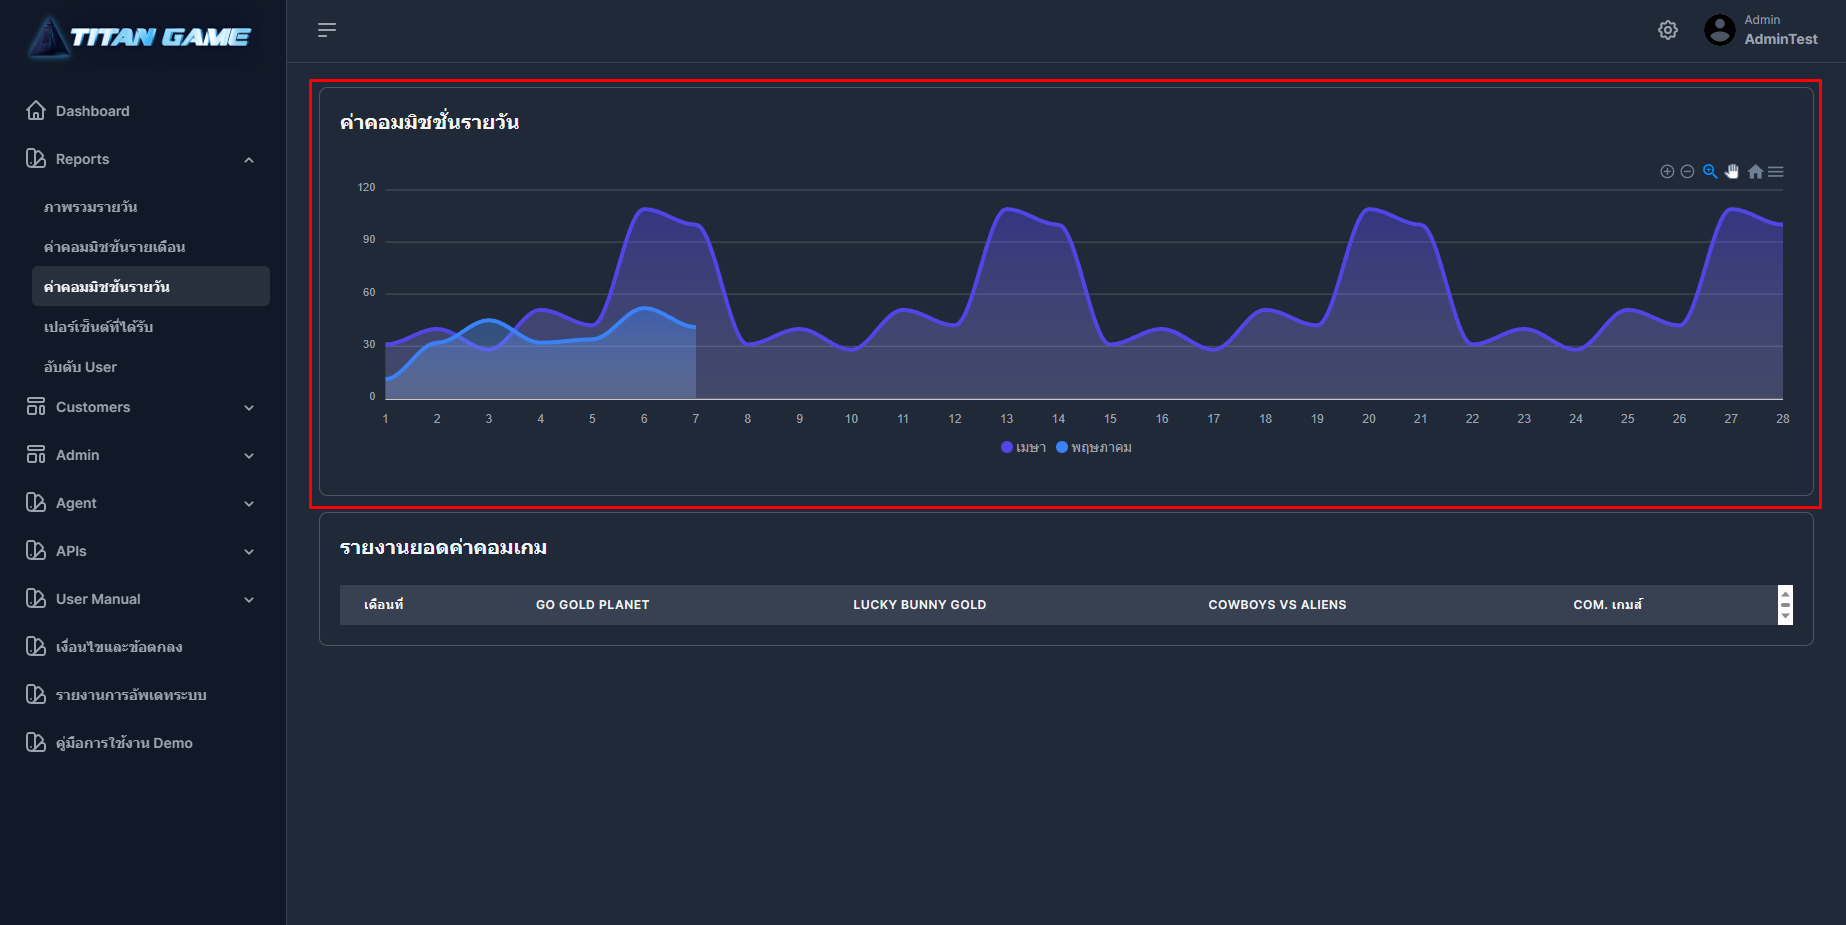 TITAN GAME
Admin
AdminTest
Dashboard
Reports
ภาพรวมรายวัน
ค่าคอมมิชชั่นรายเดือน
ค่าคอมมิชชั่นรายวัน
เปอร์เซ็นต์ที่ได้รับ
อับดับ User
Customers
Admin
Agent
APIs
User Manual
เงื่อนไขและข้อตกลง
รายงานการอัพเดทระบบ
คู่มือการใช้งาน Demo
ค่าคอมมิชชั่นรายวัน
120
90
60
30
0
1 2 3 4 5 6 7 8 9 10 11 12 13 14 15 16 17 18 19 20 21 22 23 24 25 26 27 28
เมษา พฤษภาคม
รายงานยอดค่าคอมเกม
เดือนที่ GO GOLD PLANET LUCKY BUNNY GOLD COWBOYS VS ALIENS COM. เกมส์